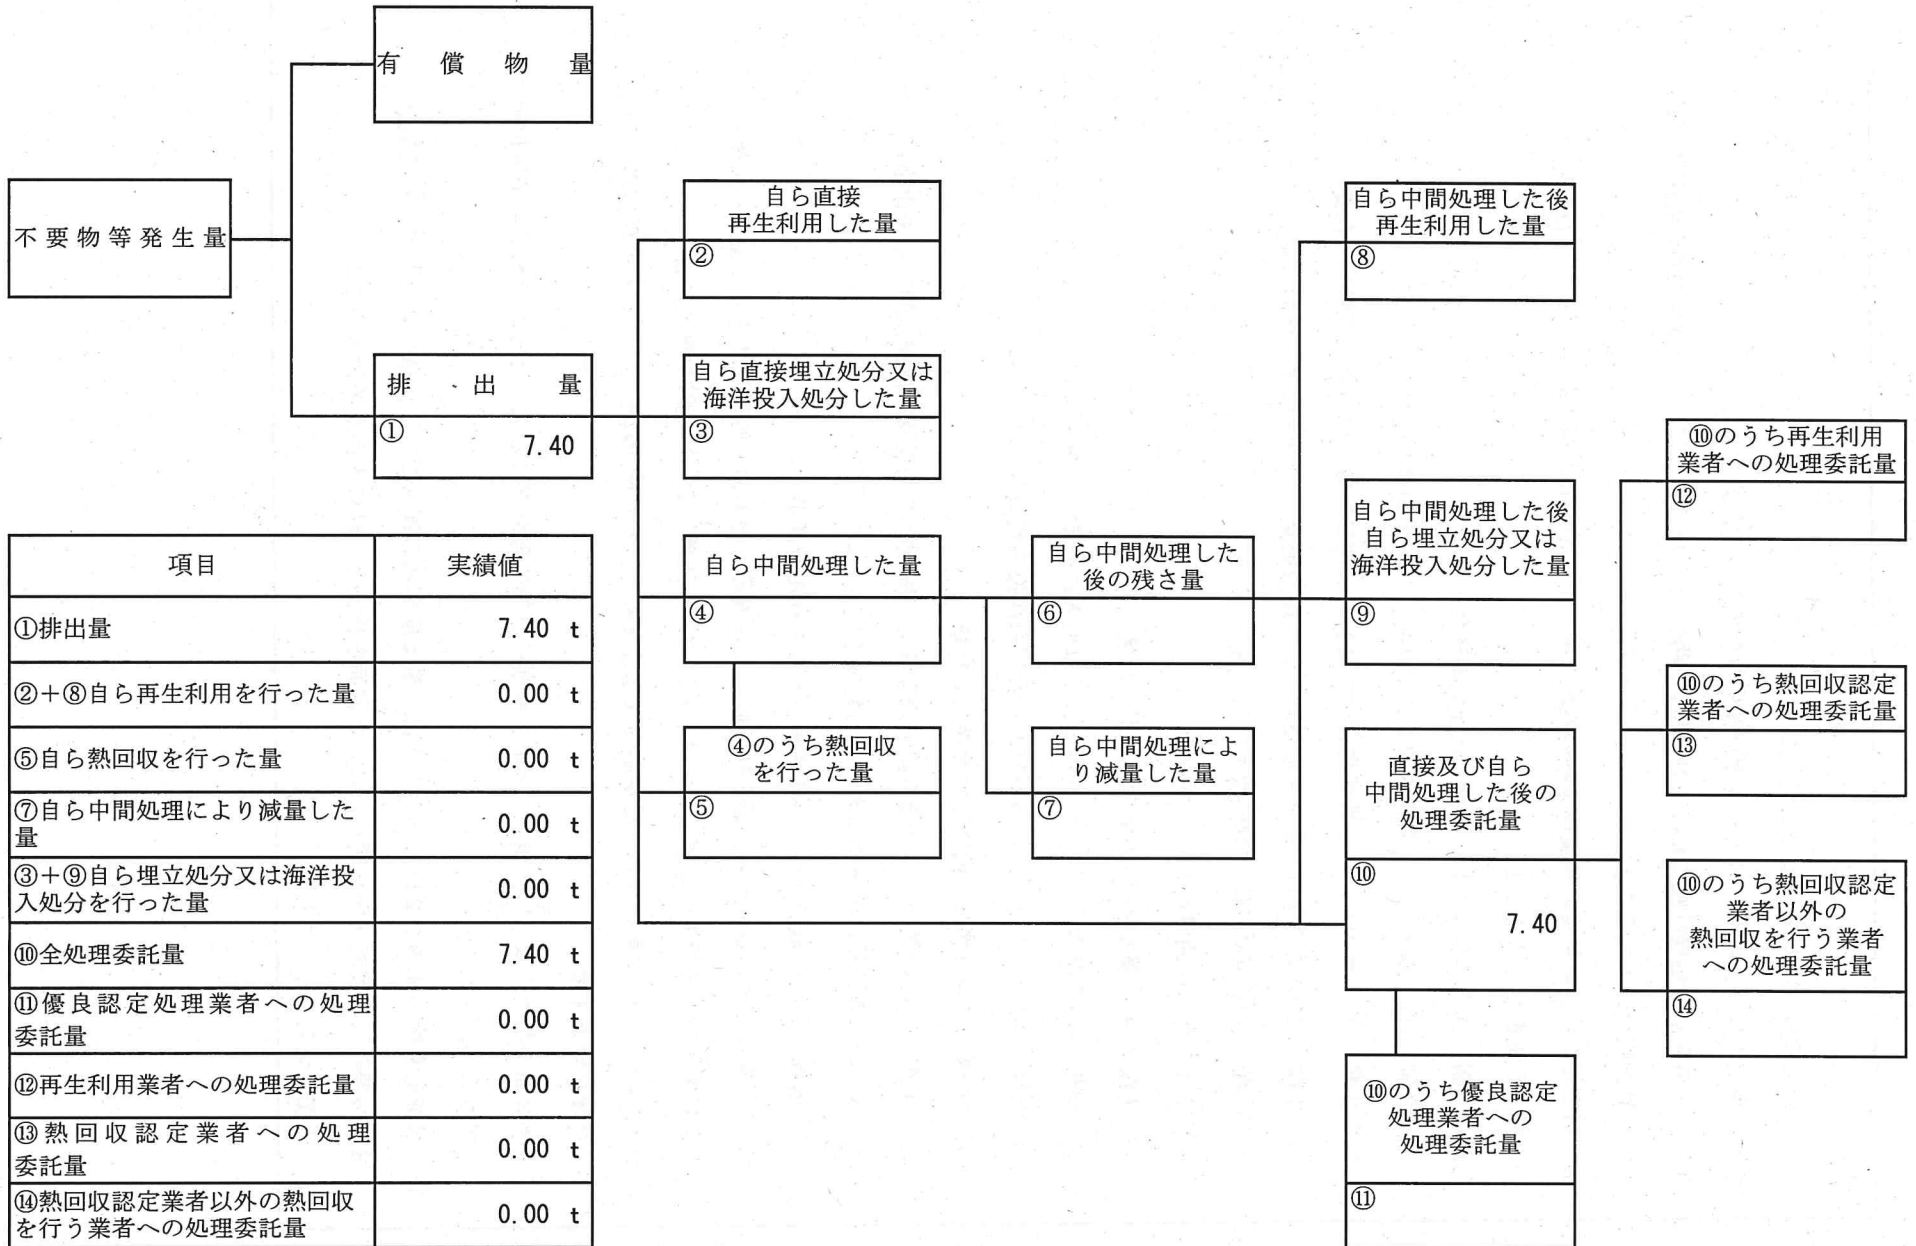 有償物量
不要物等発生量
排出量
① 7.40
自ら直接
再生利用した量
②
自ら直接埋立処分又は
海洋投入処分した量
③
自ら中間処理した量
④
④のうち熱回収
を行った量
⑤
自ら中間処理した
後の残さ量
⑥
自ら中間処理によ
り減量した量
⑦
自ら中間処理した後
再生利用した量
⑧
自ら中間処理した後
自ら埋立処分又は
海洋投入処分した量
⑨
直接及び自ら
中間処理した後の
処理委託量
⑩
7.40
⑩のうち優良認定
処理業者への
処理委託量
⑪
⑩のうち再生利用
業者への処理委託量
⑫
⑩のうち熱回収認定
業者への処理委託量
⑬
⑩のうち熱回収認定
業者以外の
熱回収を行う業者
への処理委託量
⑭
項目 実績値
①排出量 7.40 t
②+⑧自ら再生利用を行った量 0.00 t
⑤自ら熱回収を行った量 0.00 t
⑦自ら中間処理により減量した
量 0.00 t
③+⑨自ら埋立処分又は海洋投
入処分を行った量 0.00 t
⑩全処理委託量 7.40 t
⑪優良認定処理業者への処理
委託量 0.00 t
⑫再生利用業者への処理委託量 0.00 t
⑬熱回収認定業者への処理
委託量 0.00 t
⑭熱回収認定業者以外の熱回収
を行う業者への処理委託量 0.00 t